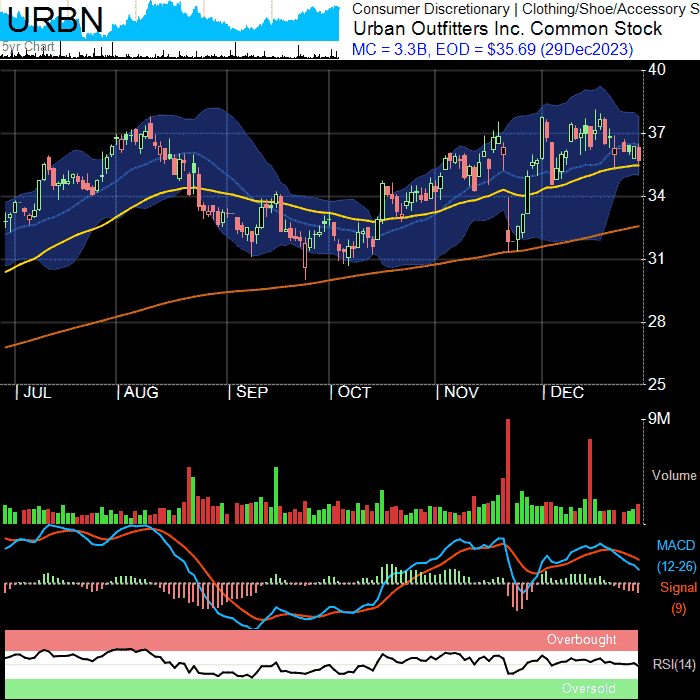 URBN
5yr Chart
Consumer Discretionary | Clothing/Shoe/Accessory S
Urban Outfitters Inc. Common Stock
MC = 3.3B, EOD = $35.69 (29Dec2023)
40
37
34
31
28
25
| JUL | AUG | SEP | OCT | NOV | DEC
9M
Volume
MACD
(12-26)
Signal
(9)
Overbought
RSI(14)
Oversold